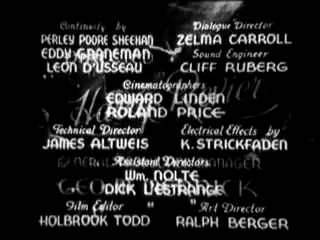 Continuity by
PERLEY POORE SHEEHAN
EDDY GRANEMAN
LEON D'USSEAU
Dialogue Director
ZELMA CARROLL
Sound Engineer
CLIFF RUBERG
Cinematographers
EDWARD LINDEN
ROLAND PRICE
Technical Director
JAMES ALTWEIS
Electrical Effects by
K. STRICKFADEN
GENERAL MANAGER
Assistant Directors
Wm. NOLTE
DICK L'ESTRANGE
Film Editor
HOLBROOK TODD
" "
Art Director
RALPH BERGER